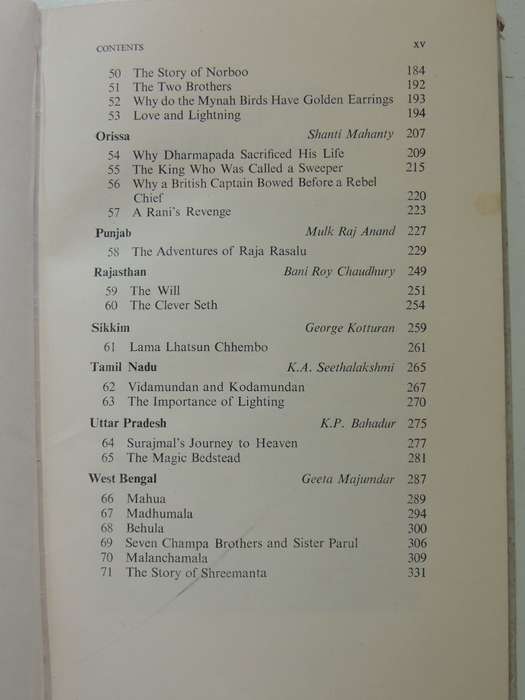 CONTENTS xv
50 The Story of Norboo 184
51 The Two Brothers 192
52 Why do the Mynah Birds Have Golden Earrings 193
53 Love and Lightning 194
Orissa Shanti Mahanty 207
54 Why Dharmapada Sacrificed His Life 209
55 The King Who Was Called a Sweeper 215
56 Why a British Captain Bowed Before a Rebel
Chief 220
57 A Rani's Revenge 223
Punjab Mulk Raj Anand 227
58 The Adventures of Raja Rasalu 229
Rajasthan Bani Roy Chaudhury 249
59 The Will 251
60 The Clever Seth 254
Sikkim George Kotturan 259
61 Lama Lhatsun Chhembo 261
Tamil Nadu K.A. Seethalakshmi 265
62 Vidamundan and Kodamundan 267
63 The Importance of Lighting 270
Uttar Pradesh K.P. Bahadur 275
64 Surajmal's Journey to Heaven 277
65 The Magic Bedstead 281
West Bengal Geeta Majumdar 287
66 Mahua 289
67 Madhumala 294
68 Behula 300
69 Seven Champa Brothers and Sister Parul 306
70 Malanchamala 309
71 The Story of Shreemanta 331